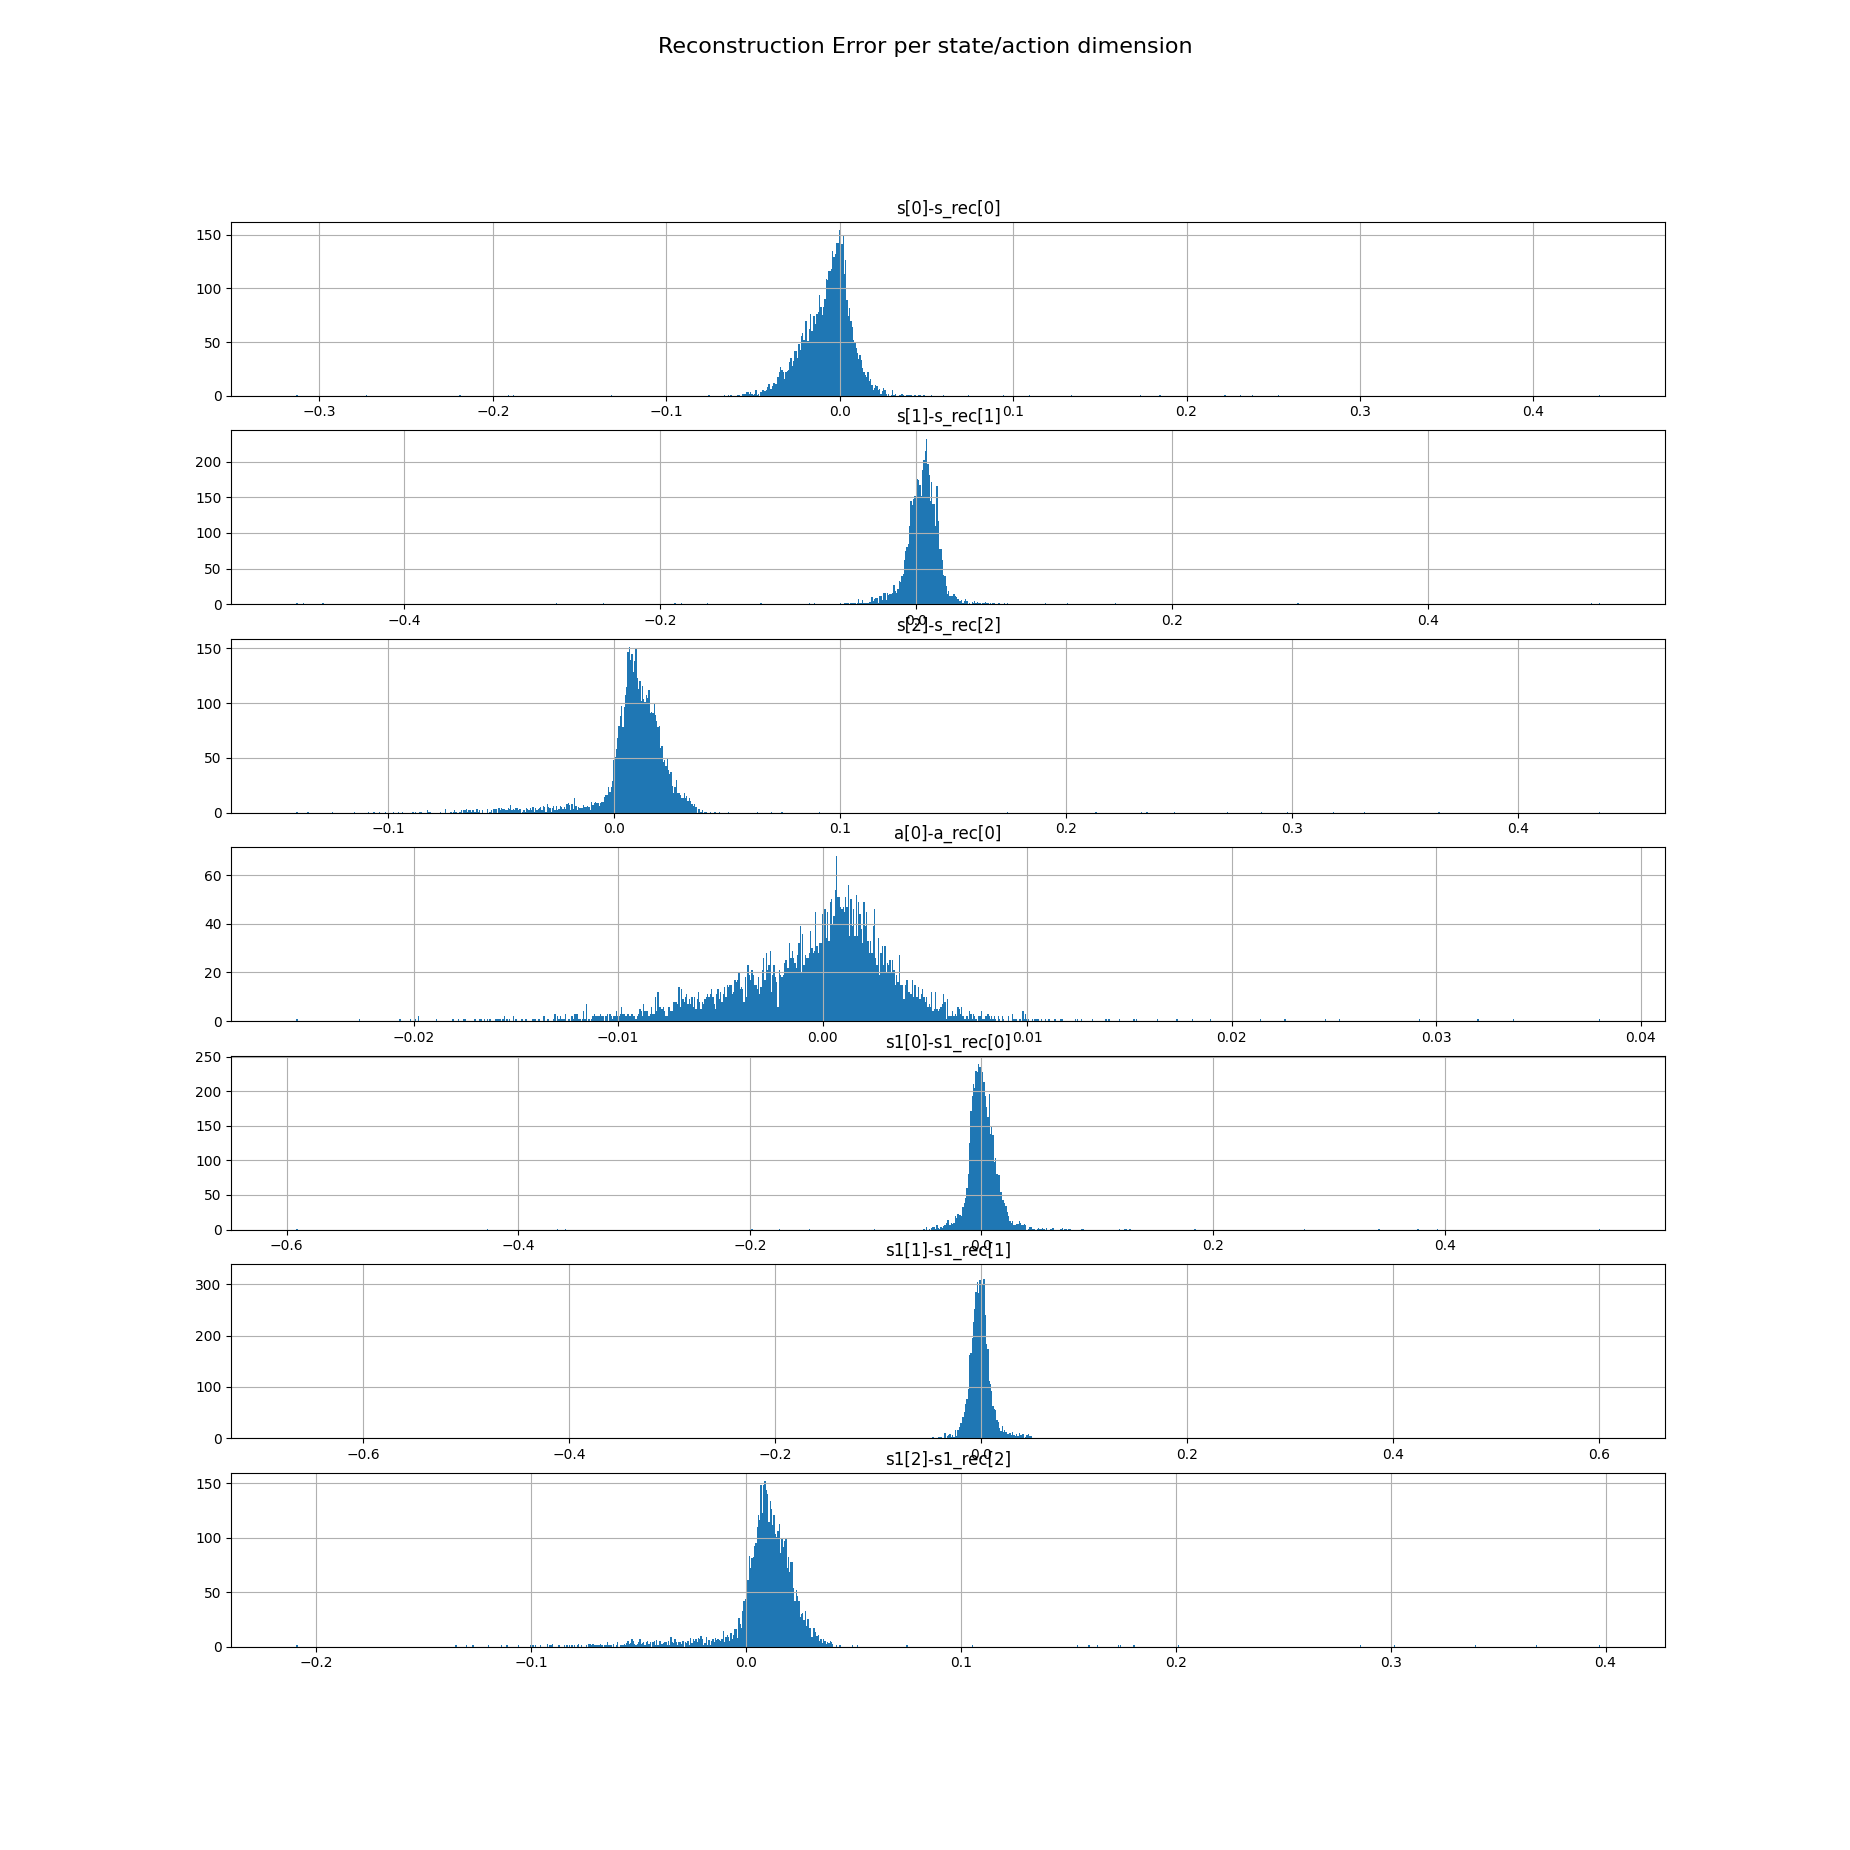 Reconstruction Error per state/action dimension
s[0]-s_rec[0]
150
100
50
0
−0.3 −0.2 −0.1 0.0 0.1 0.2 0.3 0.4
s[1]-s_rec[1]
200
150
100
50
0
−0.4 −0.2 0.0 0.2 0.4
s[2]-s_rec[2]
150
100
50
0
−0.1 0.0 0.1 0.2 0.3 0.4
a[0]-a_rec[0]
60
40
20
0
−0.02 −0.01 0.00 0.01 0.02 0.03 0.04
s1[0]-s1_rec[0]
250
200
150
100
50
0
−0.6 −0.4 −0.2 0.0 0.2 0.4
s1[1]-s1_rec[1]
300
200
100
0
−0.6 −0.4 −0.2 0.0 0.2 0.4 0.6
s1[2]-s1_rec[2]
150
100
50
0
−0.2 −0.1 0.0 0.1 0.2 0.3 0.4